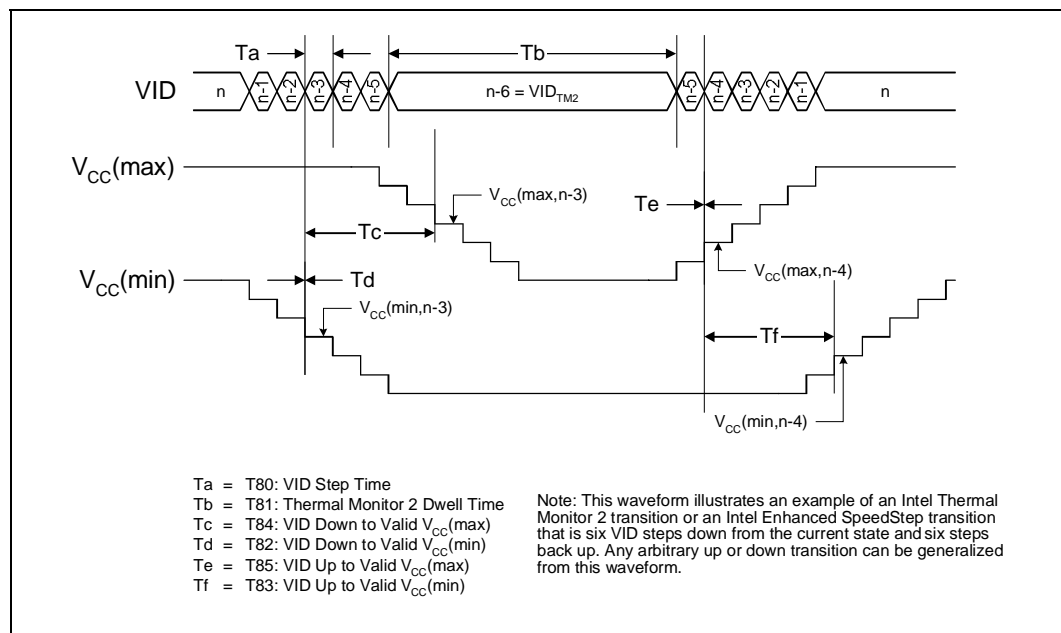 Ta
Tb
VID
n
n-1
n-2
n-3
n-4
n-5
n-6 = VID_TM2
n-5
n-4
n-3
n-2
n-1
n
V_CC(max)
V_CC(max,n-3)
Te
Tc
V_CC(max,n-4)
V_CC(min)
Td
V_CC(min,n-3)
Tf
V_CC(min,n-4)
Ta = T80: VID Step Time
Tb = T81: Thermal Monitor 2 Dwell Time
Tc = T84: VID Down to Valid V_CC(max)
Td = T82: VID Down to Valid V_CC(min)
Te = T85: VID Up to Valid V_CC(max)
Tf = T83: VID Up to Valid V_CC(min)
Note: This waveform illustrates an example of an Intel Thermal
Monitor 2 transition or an Intel Enhanced SpeedStep transition
that is six VID steps down from the current state and six steps
back up. Any arbitrary up or down transition can be generalized
from this waveform.